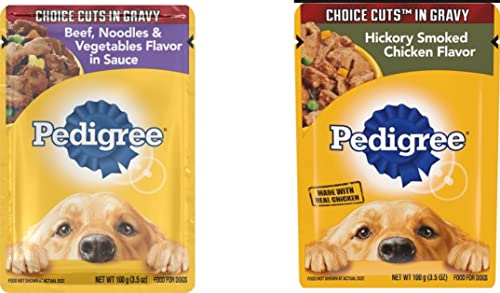 CHOICE CUTS IN GRAVY
Beef, Noodles &
Vegetables Flavor
in Sauce
Pedigree®
FOOD NOT SHOWN AT ACTUAL SIZE
NET WT 100 g (3.5 oz)
FOOD FOR DOGS
CHOICE CUTS™ IN GRAVY
Hickory Smoked
Chicken Flavor
Pedigree®
MADE WITH
REAL CHICKEN
FOOD NOT SHOWN AT ACTUAL SIZE
NET WT 100 g (3.5 OZ)
FOOD FOR DOGS